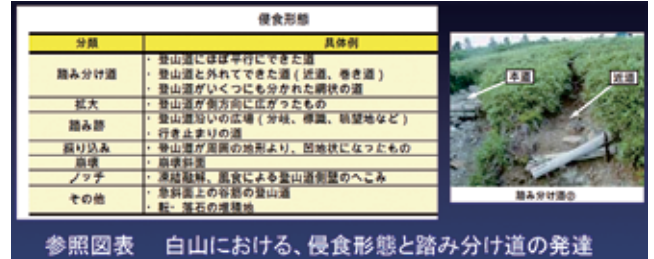 侵食形態
分類 具体例
踏み分け道
・ 登山道にほぼ平行にできた道
・ 登山道と外れてできた道（近道、巻き道）
・ 登山道がいくつにも分かれた網状の道
拡大 ・ 登山道が側方向に広がったもの
踏み跡
・ 登山道沿いの広場（分岐、標識、眺望地など）
・ 行き止まりの道
掘り込み ・ 登山道が周囲の地形より、凹地状になったもの
崩壊 ・ 崩壊斜面
ノッチ ・ 凍結融解、風食による登山道側壁のへこみ
その他
・ 急斜面上の谷筋の登山道
・ 転・落石の堆積地
本道
近道
踏み分け道②
参照図表 白山における、侵食形態と踏み分け道の発達